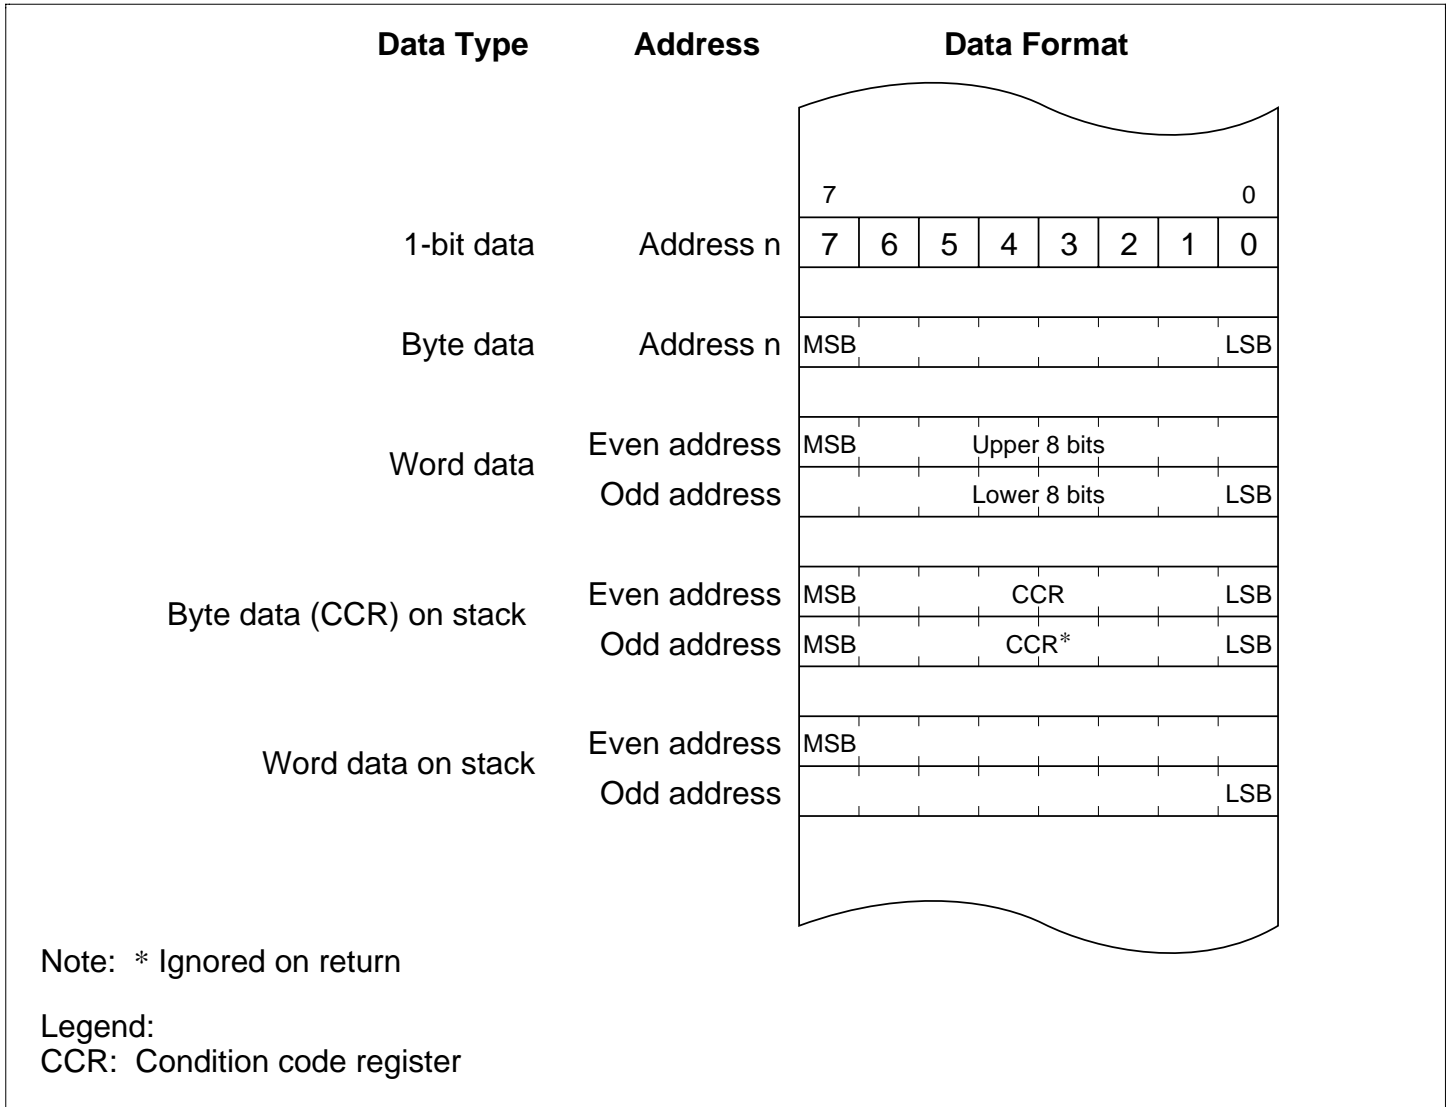 Data Type Address Data Format
7 0
1-bit data Address n 7 6 5 4 3 2 1 0
Byte data Address n MSB LSB
Word data
Even address MSB Upper 8 bits
Odd address Lower 8 bits LSB
Byte data (CCR) on stack
Even address MSB CCR LSB
Odd address MSB CCR* LSB
Word data on stack
Even address MSB
Odd address LSB
Note: * Ignored on return
Legend:
CCR: Condition code register